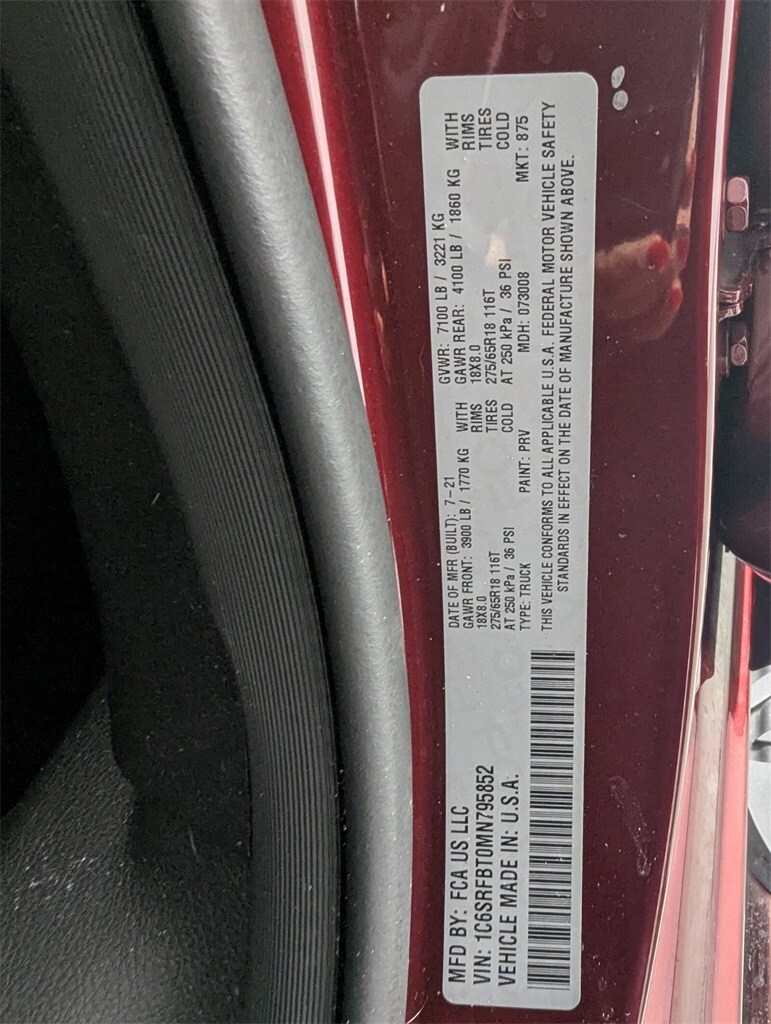 MFD BY: FCA US LLC
VIN: 1C6SRFBT0MN795852
VEHICLE MADE IN: U.S.A.
DATE OF MFR (BUILT): 7-21 GVWR: 7100 LB / 3221 KG
GAWR FRONT: 3900 LB / 1770 KG WITH GAWR REAR: 4100 LB / 1860 KG WITH
18X8.0 RIMS 18X8.0 RIMS
275/65R18 116T TIRES 275/65R18 116T TIRES
AT 250 kPa / 36 PSI COLD AT 250 kPa / 36 PSI COLD
TYPE: TRUCK PAINT: PRV MDH: 073008 MKT: 875
THIS VEHICLE CONFORMS TO ALL APPLICABLE U.S.A. FEDERAL MOTOR VEHICLE SAFETY
STANDARDS IN EFFECT ON THE DATE OF MANUFACTURE SHOWN ABOVE.